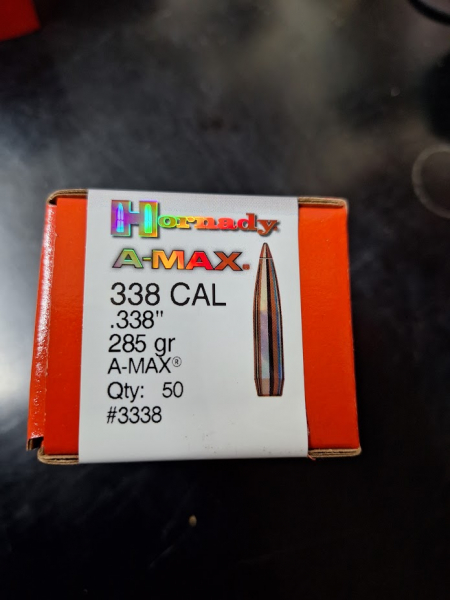 Hornady
A-MAX.
338 CAL
.338"
285 gr
A-MAX®
Qty: 50
#3338